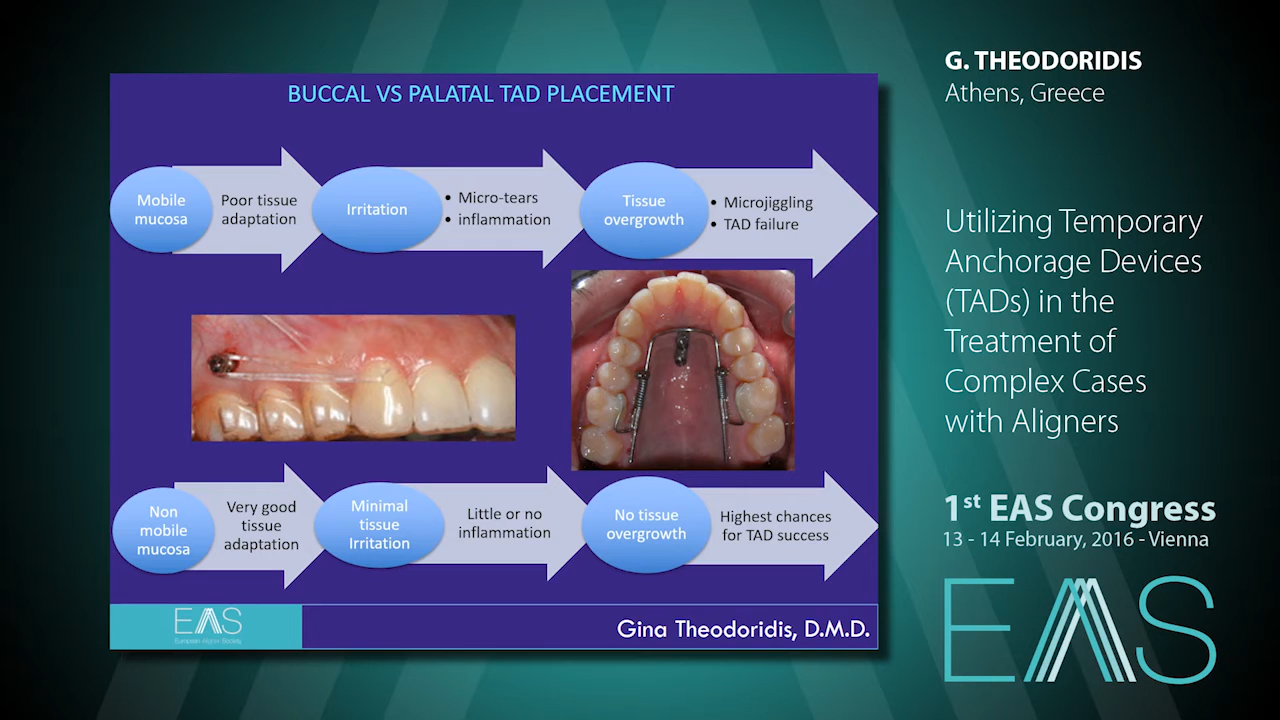 BUCCAL VS PALATAL TAD PLACEMENT
Mobile
mucosa
Poor tissue
adaptation
Irritation
• Micro-tears
• inflammation
Tissue
overgrowth
• Microjiggling
• TAD failure
Non
mobile
mucosa
Very good
tissue
adaptation
Minimal
tissue
Irritation
Little or no
inflammation
No tissue
overgrowth
Highest chances
for TAD success
EAS
European Aligner Society
Gina Theodoridis, D.M.D.
G. THEODORIDIS
Athens, Greece
Utilizing Temporary
Anchorage Devices
(TADs) in the
Treatment of
Complex Cases
with Aligners
1st EAS Congress
13 - 14 February, 2016 - Vienna
EAS